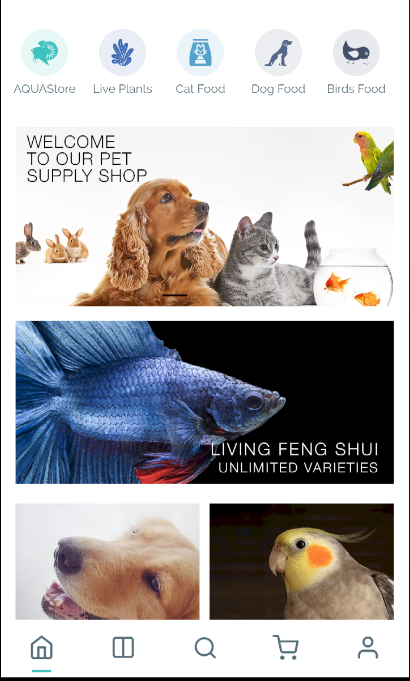 AQUAStore
Live Plants
Cat Food
Dog Food
Birds Food
WELCOME
TO OUR PET
SUPPLY SHOP
LIVING FENG SHUI
UNLIMITED VARIETIES